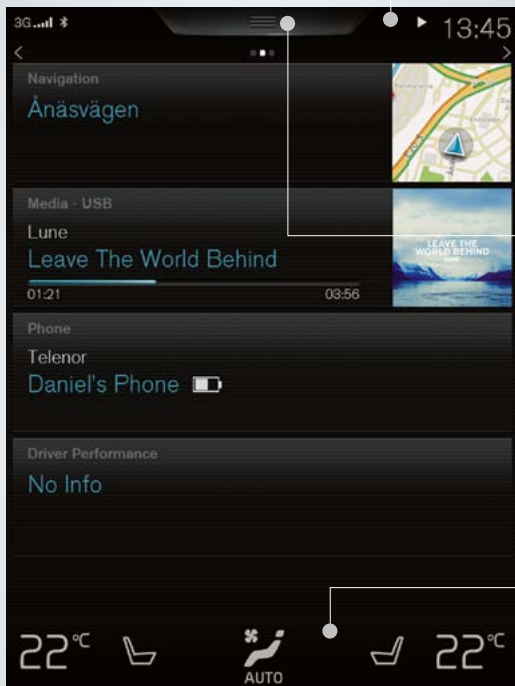 3G
13:45
Navigation
Ånäsvägen
Media - USB
Lune
Leave The World Behind
01:21
03:56
LEAVE THE
WORLD BEHIND
Phone
Telenor
Daniel's Phone
Driver Performance
No Info
22°C
AUTO
22°C